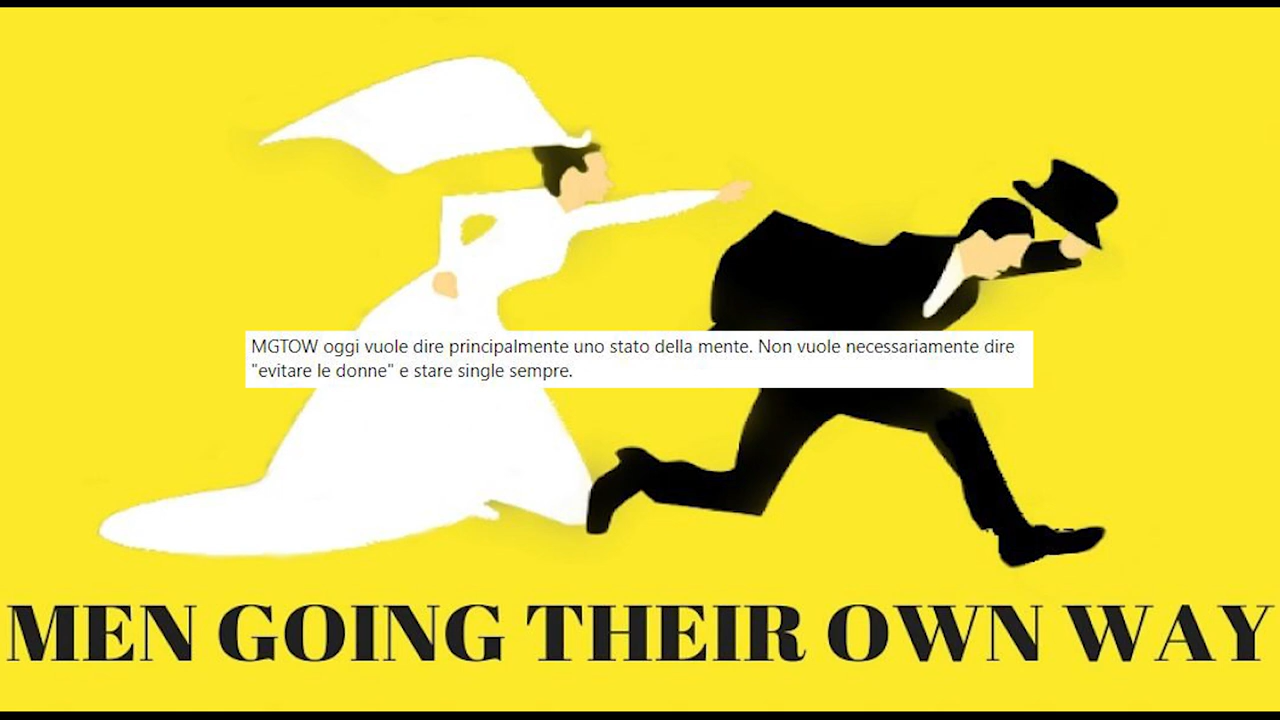 MGTOW oggi vuole dire principalmente uno stato della mente. Non vuole necessariamente dire
"evitare le donne" e stare single sempre.
MEN GOING THEIR OWN WAY